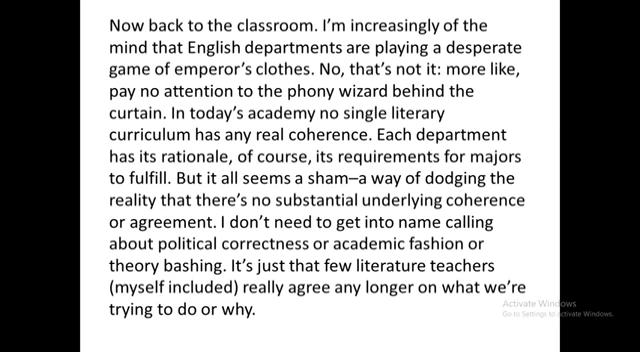 Now back to the classroom. I’m increasingly of the
mind that English departments are playing a desperate
game of emperor’s clothes. No, that’s not it: more like,
pay no attention to the phony wizard behind the
curtain. In today’s academy no single literary
curriculum has any real coherence. Each department
has its rationale, of course, its requirements for majors
to fulfill. But it all seems a sham–a way of dodging the
reality that there’s no substantial underlying coherence
or agreement. I don’t need to get into name calling
about political correctness or academic fashion or
theory bashing. It’s just that few literature teachers
(myself included) really agree any longer on what we’re
trying to do or why.
Activate Windows
Go to Settings to activate Windows.